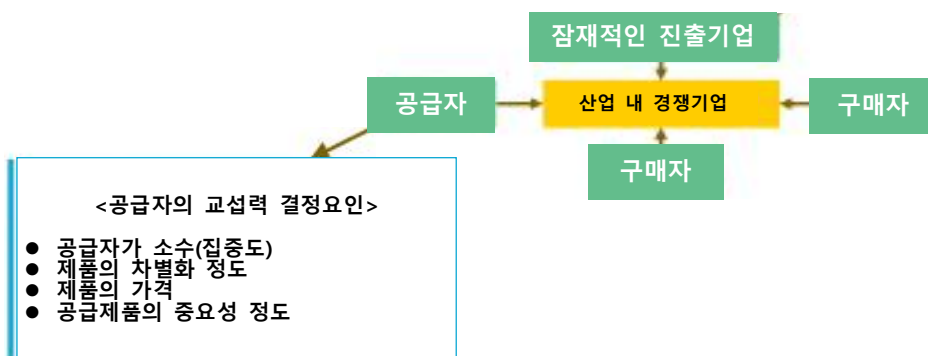 잠재적인 진출기업
공급자
산업 내 경쟁기업
구매자
구매자
<공급자의 교섭력 결정요인>
● 공급자가 소수(집중도)
● 제품의 차별화 정도
● 제품의 가격
● 공급제품의 중요성 정도